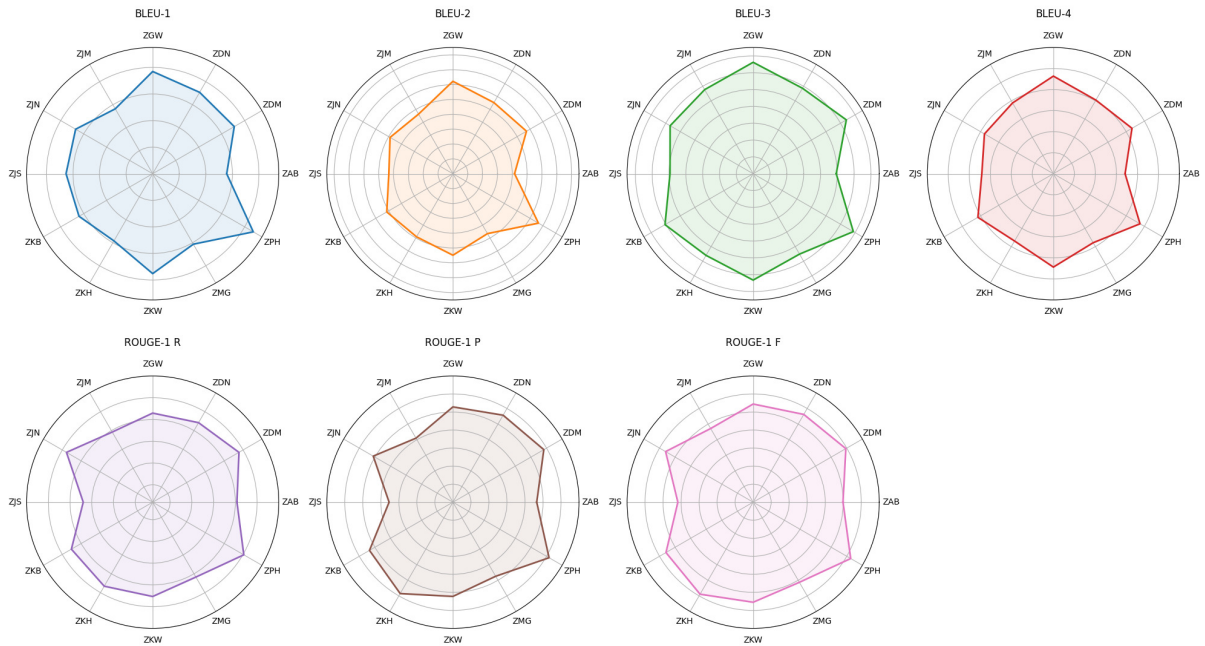 BLEU-1
ZGW
ZJM
ZDN
ZJN
ZDM
ZJS
ZAB
ZKB
ZPH
ZKH
ZMG
ZKW
BLEU-2
ZGW
ZJM
ZDN
ZJN
ZDM
ZJS
ZAB
ZKB
ZPH
ZKH
ZMG
ZKW
BLEU-3
ZGW
ZJM
ZDN
ZJN
ZDM
ZJS
ZAB
ZKB
ZPH
ZKH
ZMG
ZKW
BLEU-4
ZGW
ZJM
ZDN
ZJN
ZDM
ZJS
ZAB
ZKB
ZPH
ZKH
ZMG
ZKW
ROUGE-1 R
ZGW
ZJM
ZDN
ZJN
ZDM
ZJS
ZAB
ZKB
ZPH
ZKH
ZMG
ZKW
ROUGE-1 P
ZGW
ZJM
ZDN
ZJN
ZDM
ZJS
ZAB
ZKB
ZPH
ZKH
ZMG
ZKW
ROUGE-1 F
ZGW
ZJM
ZDN
ZJN
ZDM
ZJS
ZAB
ZKB
ZPH
ZKH
ZMG
ZKW